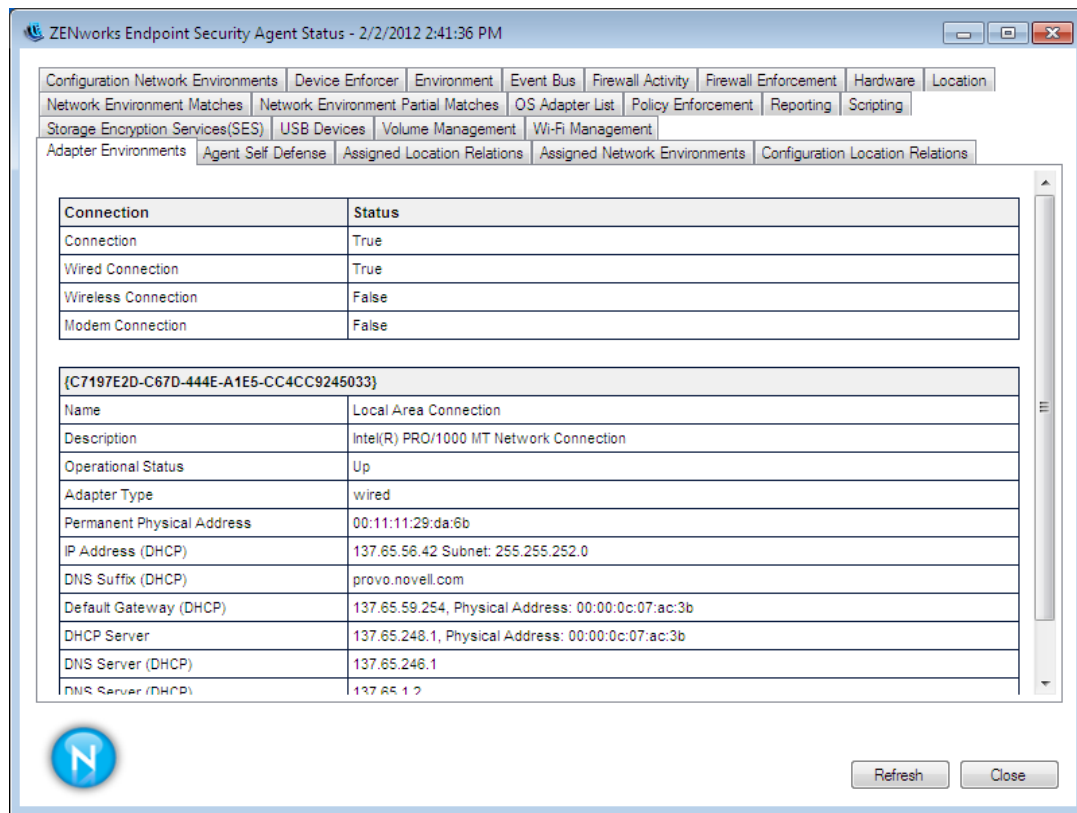 ZENworks Endpoint Security Agent Status - 2/2/2012 2:41:36 PM
Configuration Network Environments Device Enforcer Environment Event Bus Firewall Activity Firewall Enforcement Hardware Location
Network Environment Matches Network Environment Partial Matches OS Adapter List Policy Enforcement Reporting Scripting
Storage Encryption Services(SES) USB Devices Volume Management Wi-Fi Management
Adapter Environments Agent Self Defense Assigned Location Relations Assigned Network Environments Configuration Location Relations
Connection Status
Connection True
Wired Connection True
Wireless Connection False
Modem Connection False
{C7197E2D-C67D-444E-A1E5-CC4CC9245033}
Name Local Area Connection
Description Intel(R) PRO/1000 MT Network Connection
Operational Status Up
Adapter Type wired
Permanent Physical Address 00:11:11:29:da:6b
IP Address (DHCP) 137.65.56.42 Subnet: 255.255.252.0
DNS Suffix (DHCP) provo.novell.com
Default Gateway (DHCP) 137.65.59.254, Physical Address: 00:00:0c:07:ac:3b
DHCP Server 137.65.248.1, Physical Address: 00:00:0c:07:ac:3b
DNS Server (DHCP) 137.65.246.1
DNS Server (DHCP) 137.65.1.2
N
Refresh Close